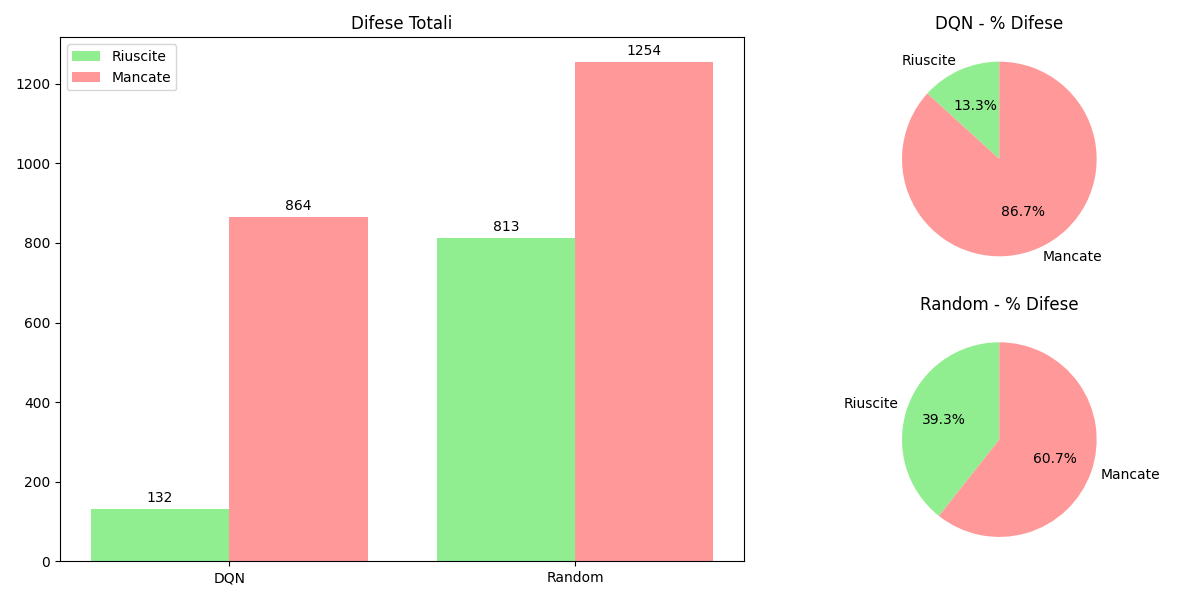 Difese Totali
Riuscite
Mancate
1200
1000
800
600
400
200
0
132
864
813
1254
DQN
Random
DQN - % Difese
Riuscite
13.3%
86.7%
Mancate
Random - % Difese
Riuscite
39.3%
60.7%
Mancate